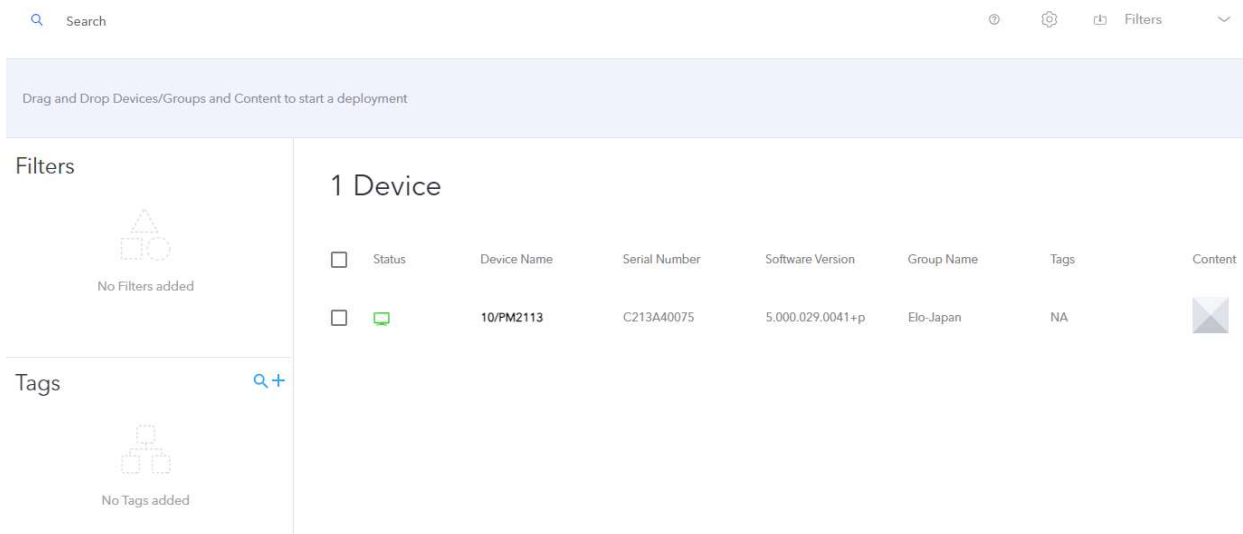 Search
Filters
Drag and Drop Devices/Groups and Content to start a deployment
Filters
No Filters added
Tags
No Tags added
1 Device
Status Device Name Serial Number Software Version Group Name Tags Content
10/PM2113 C213A40075 5.000.029.0041+p Elo-Japan NA